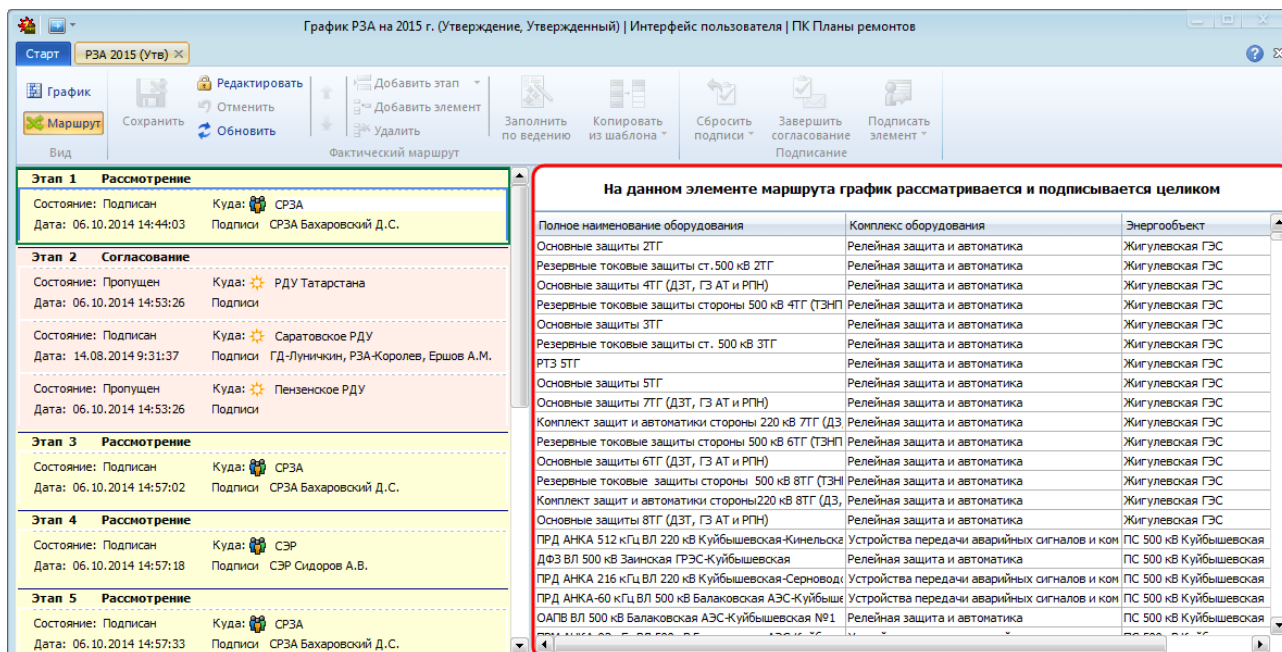 График РЗА на 2015 г. (Утверждение, Утвержденный) | Интерфейс пользователя | ПК Планы ремонтов
Старт РЗА 2015 (Утв)
График
Маршрут
Вид
Сохранить
Редактировать
Отменить
Обновить
Добавить этап
Добавить элемент
Удалить
Фактический маршрут
Заполнить по ведению
Копировать из шаблона
Сбросить подписи
Завершить согласование
Подписать элемент
Подписание
Этап 1 Рассмотрение
Состояние: Подписан Куда: СРЗА
Дата: 06.10.2014 14:44:03 Подписи СРЗА Бахаровский Д.С.
Этап 2 Согласование
Состояние: Пропущен Куда: РДУ Татарстана
Дата: 06.10.2014 14:53:26 Подписи
Состояние: Подписан Куда: Саратовское РДУ
Дата: 14.08.2014 9:31:37 Подписи ГД-Луничкин, РЗА-Королев, Ершов А.М.
Состояние: Пропущен Куда: Пензенское РДУ
Дата: 06.10.2014 14:53:26 Подписи
Этап 3 Рассмотрение
Состояние: Подписан Куда: СРЗА
Дата: 06.10.2014 14:57:02 Подписи СРЗА Бахаровский Д.С.
Этап 4 Рассмотрение
Состояние: Подписан Куда: СЭР
Дата: 06.10.2014 14:57:18 Подписи СЭР Сидоров А.В.
Этап 5 Рассмотрение
Состояние: Подписан Куда: СРЗА
Дата: 06.10.2014 14:57:33 Подписи СРЗА Бахаровский Д.С.
На данном элементе маршрута график рассматривается и подписывается целиком
Полное наименование оборудования Комплекс оборудования Энергообъект
Основные защиты 2ТГ Релейная защита и автоматика Жигулевская ГЭС
Резервные токовые защиты ст.500 кВ 2ТГ Релейная защита и автоматика Жигулевская ГЭС
Основные защиты 4ТГ (ДЗТ, ГЗ АТ и РПН) Релейная защита и автоматика Жигулевская ГЭС
Резервные токовые защиты стороны 500 кВ 4ТГ (ТЗНП Релейная защита и автоматика Жигулевская ГЭС
Основные защиты 3ТГ Релейная защита и автоматика Жигулевская ГЭС
Резервные токовые защиты ст. 500 кВ 3ТГ Релейная защита и автоматика Жигулевская ГЭС
РТЗ 5ТГ Релейная защита и автоматика Жигулевская ГЭС
Основные защиты 5ТГ Релейная защита и автоматика Жигулевская ГЭС
Основные защиты 7ТГ (ДЗТ, ГЗ АТ и РПН) Релейная защита и автоматика Жигулевская ГЭС
Комплект защит и автоматики стороны 220 кВ 7ТГ (ДЗ, Релейная защита и автоматика Жигулевская ГЭС
Резервные токовые защиты стороны 500 кВ 6ТГ (ТЗНП Релейная защита и автоматика Жигулевская ГЭС
Основные защиты 6ТГ (ДЗТ, ГЗ АТ и РПН) Релейная защита и автоматика Жигулевская ГЭС
Резервные токовые защиты стороны 500 кВ 8ТГ (ТЗНП Релейная защита и автоматика Жигулевская ГЭС
Комплект защит и автоматики стороны220 кВ 8ТГ (ДЗ, Релейная защита и автоматика Жигулевская ГЭС
Основные защиты 8ТГ (ДЗТ, ГЗ АТ и РПН) Релейная защита и автоматика Жигулевская ГЭС
ПРД АНКА 512 кГц ВЛ 220 кВ Куйбышевская-Кинельска Устройства передачи аварийных сигналов и ком ПС 500 кВ Куйбышевская
ДФЗ ВЛ 500 кВ Заинская ГРЭС-Куйбышевская Релейная защита и автоматика ПС 500 кВ Куйбышевская
ПРД АНКА 216 кГц ВЛ 220 кВ Куйбышевская-Серновод Устройства передачи аварийных сигналов и ком ПС 500 кВ Куйбышевская
ПРД АНКА-60 кГц ВЛ 500 кВ Балаковская АЭС-Куйбыше Устройства передачи аварийных сигналов и ком ПС 500 кВ Куйбышевская
ОАПВ ВЛ 500 кВ Балаковская АЭС-Куйбышевская №1 Релейная защита и автоматика ПС 500 кВ Куйбышевская